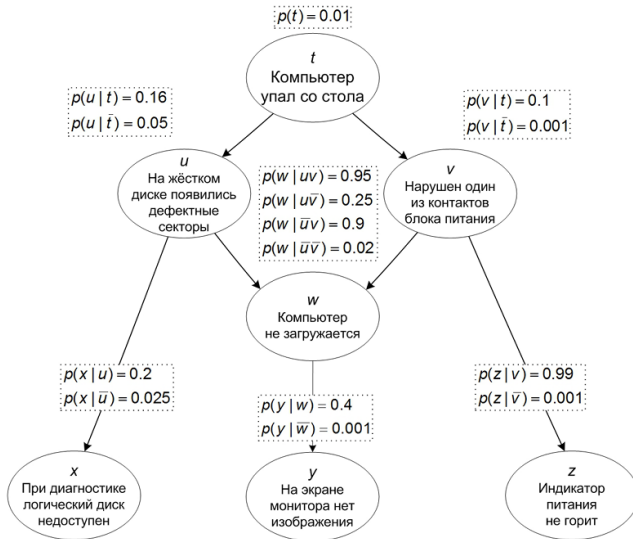 p(t) = 0.01
t
Компьютер
упал со стола
p(u | t) = 0.16
p(u | t̄) = 0.05
p(v | t) = 0.1
p(v | t̄) = 0.001
u
На жёстком
диске появились
дефектные
секторы
p(w | uv) = 0.95
p(w | uv̄) = 0.25
p(w | ūv) = 0.9
p(w | ūv̄) = 0.02
v
Нарушен один
из контактов
блока питания
w
Компьютер
не загружается
p(x | u) = 0.2
p(x | ū) = 0.025
p(y | w) = 0.4
p(y | w̄) = 0.001
p(z | v) = 0.99
p(z | v̄) = 0.001
x
При диагностике
логический диск
недоступен
y
На экране
монитора нет
изображения
z
Индикатор
питания
не горит